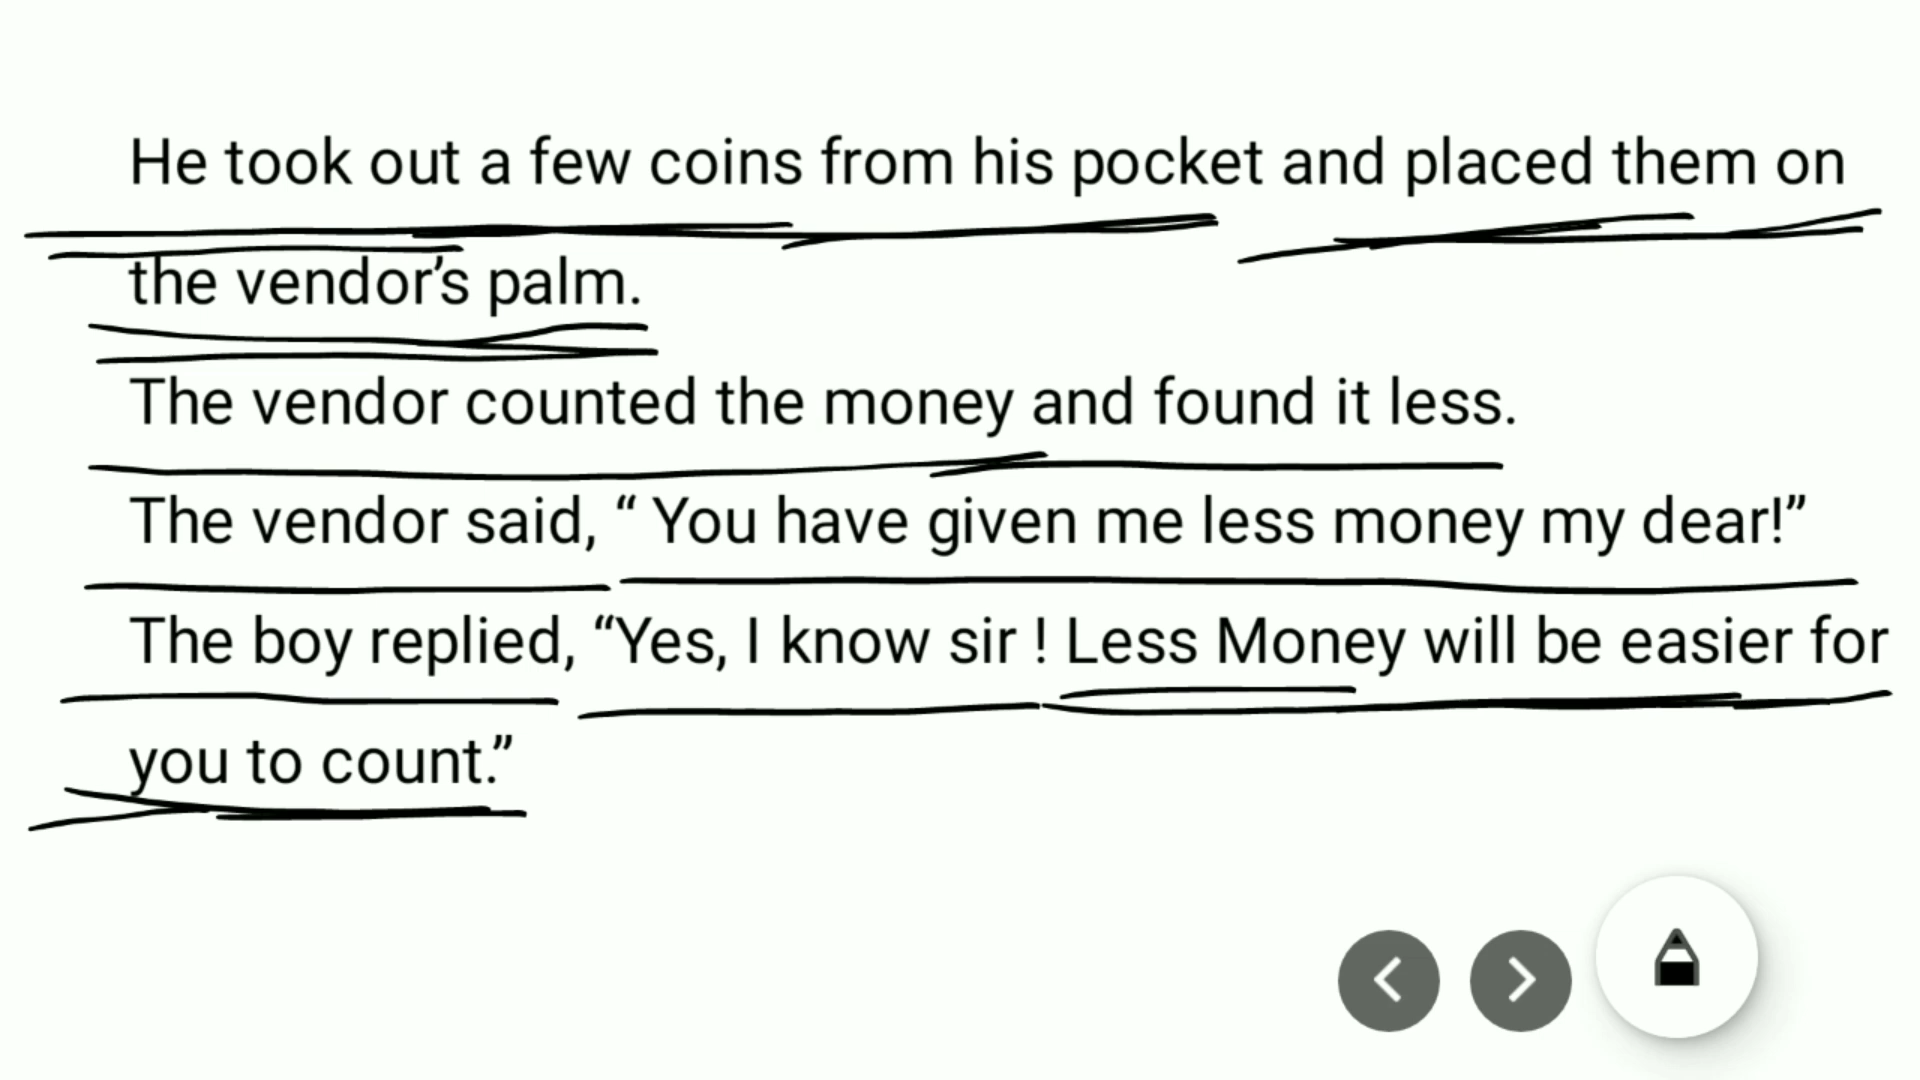 He took out a few coins from his pocket and placed them on
the vendor’s palm.
The vendor counted the money and found it less.
The vendor said, “ You have given me less money my dear!”
The boy replied, “Yes, I know sir ! Less Money will be easier for
you to count.”